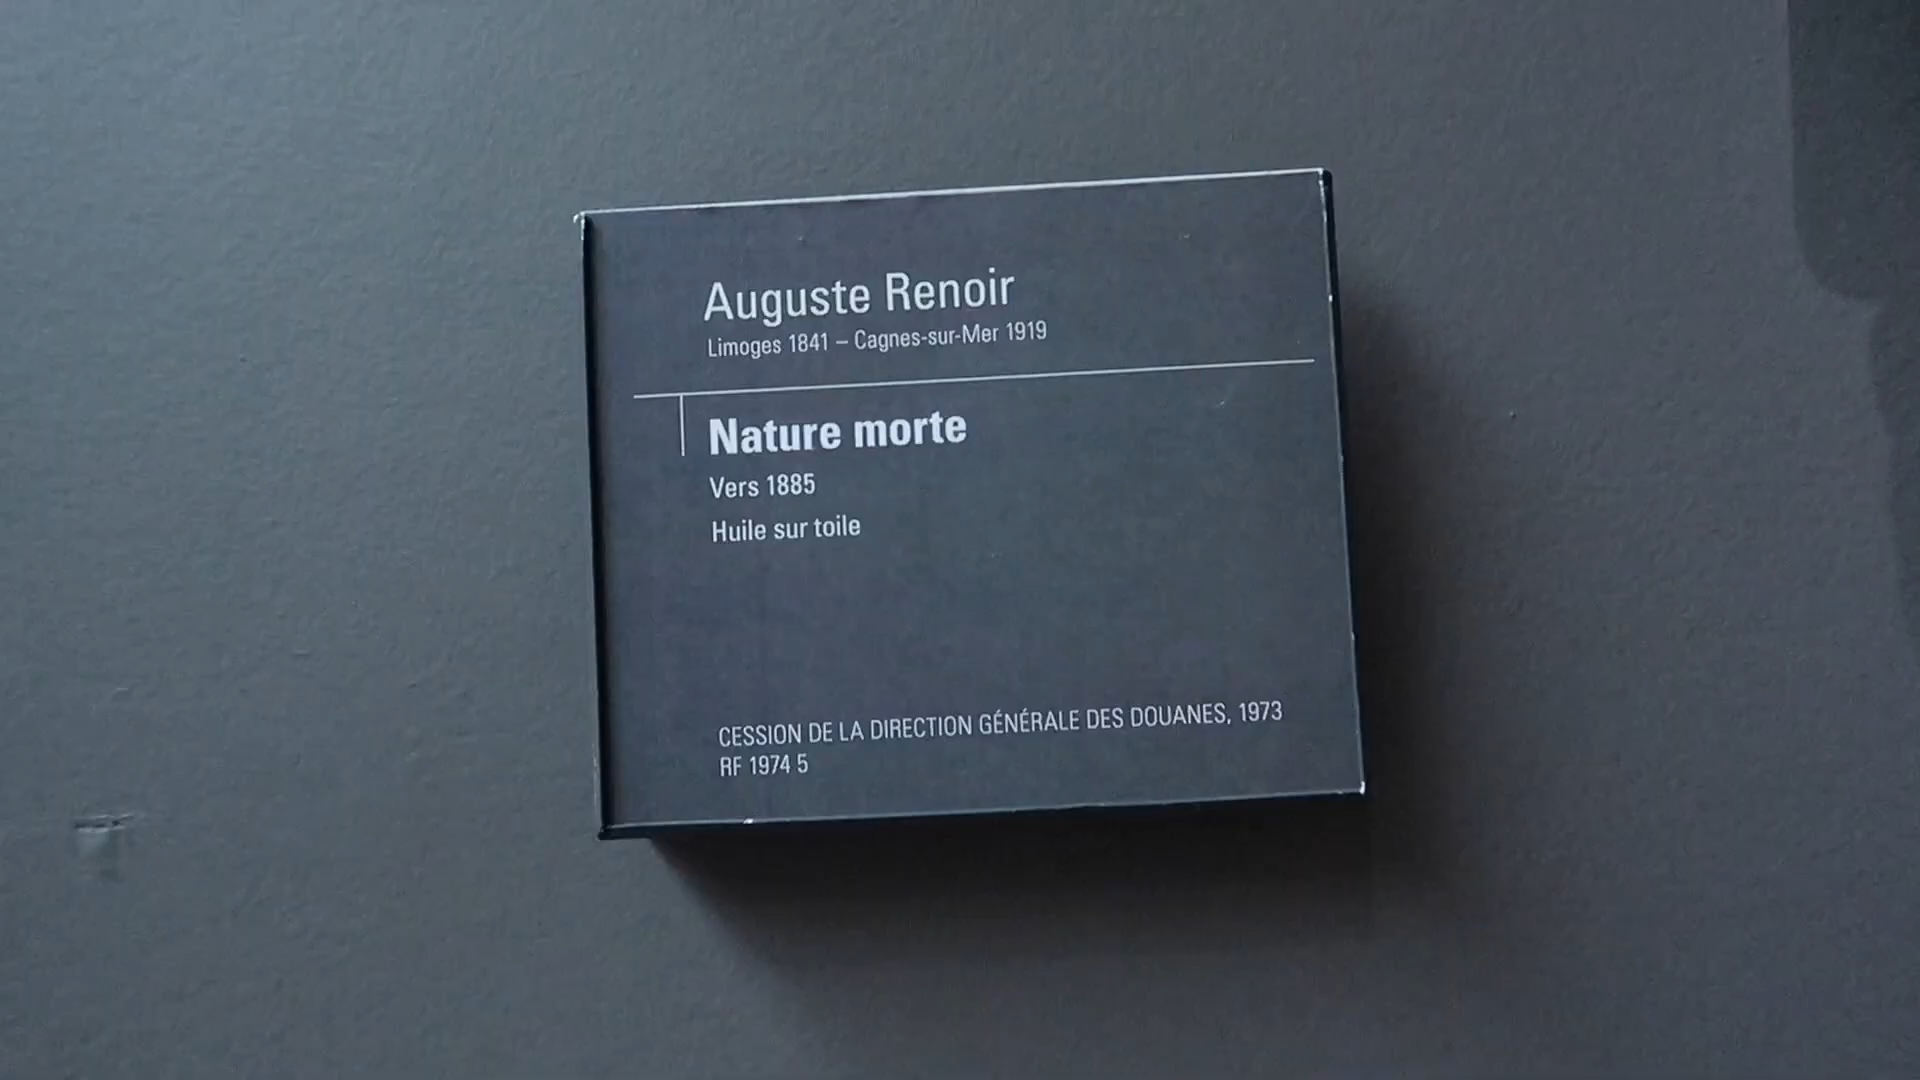 Auguste Renoir
Limoges 1841 – Cagnes-sur-Mer 1919
Nature morte
Vers 1885
Huile sur toile
CESSION DE LA DIRECTION GÉNÉRALE DES DOUANES, 1973
RF 1974 5